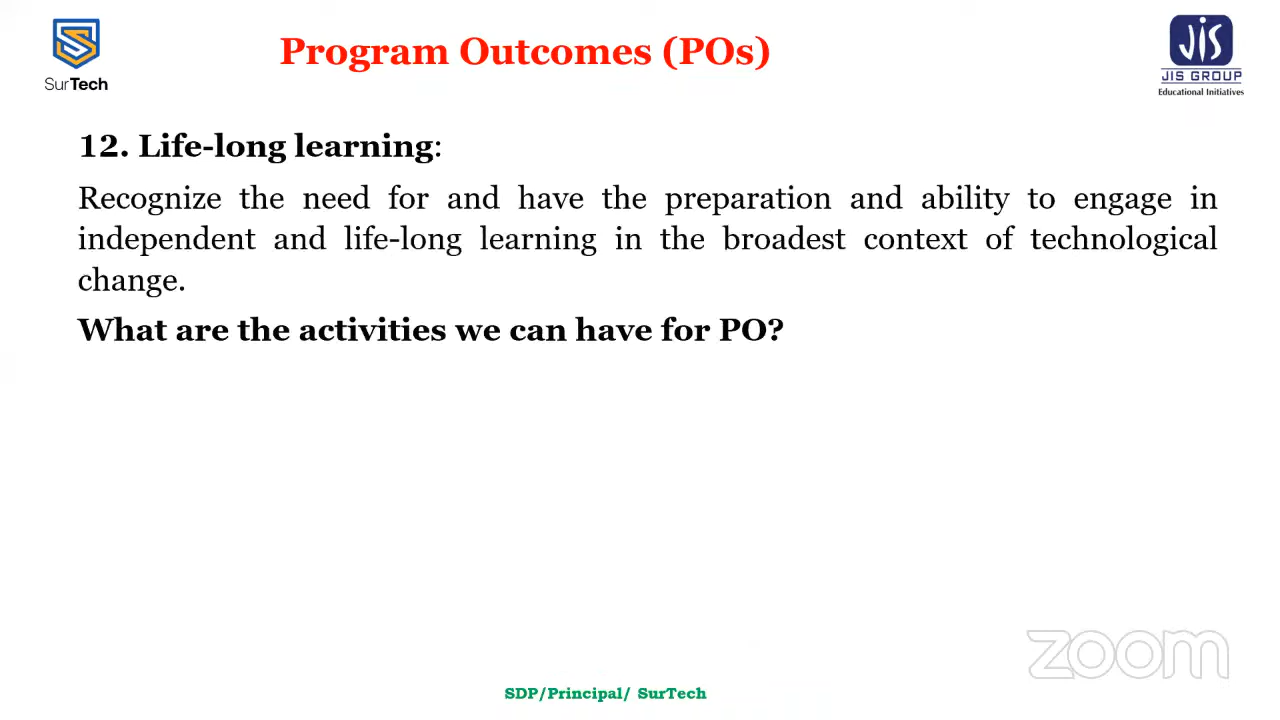 Program Outcomes (POs)
SurTech
JIS
JIS GROUP
Educational Initiatives
12. Life-long learning:
Recognize the need for and have the preparation and ability to engage in
independent and life-long learning in the broadest context of technological
change.
What are the activities we can have for PO?
zoom
SDP/Principal/ SurTech